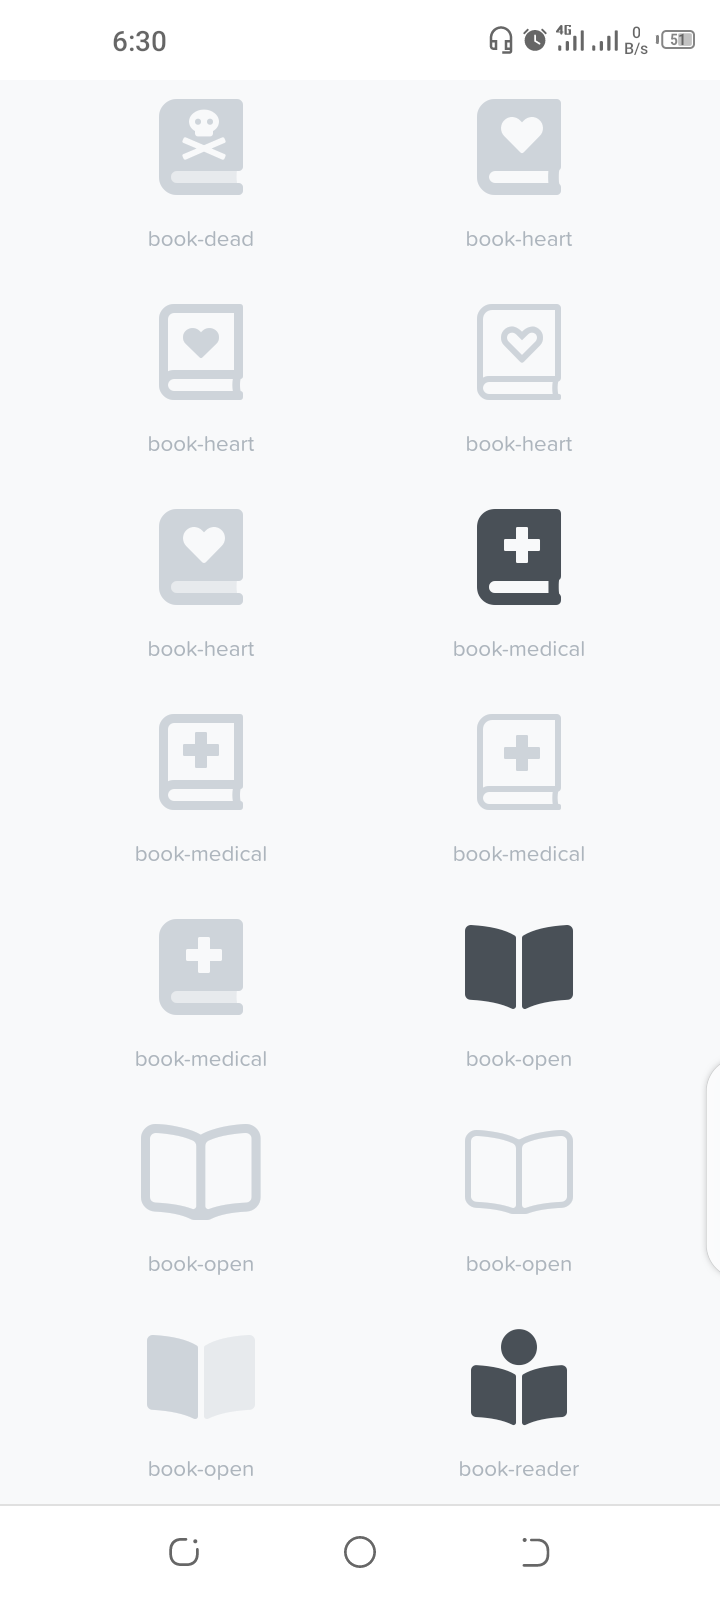 6:30 4G 0 B/s 51
book-dead book-heart
book-heart book-heart
book-heart book-medical
book-medical book-medical
book-medical book-open
book-open book-open
book-open book-reader